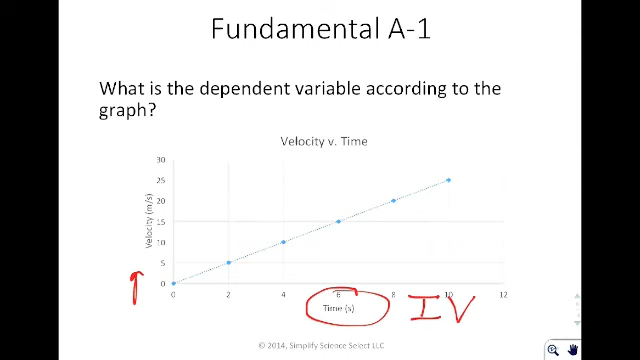 Fundamental A-1
What is the dependent variable according to the
graph?
Velocity v. Time
30
25
20
15
10
5
0
Velocity (m/s)
0 2 4 6 8 10 12
Time (s)
IV
© 2014, Simplify Science Select LLC